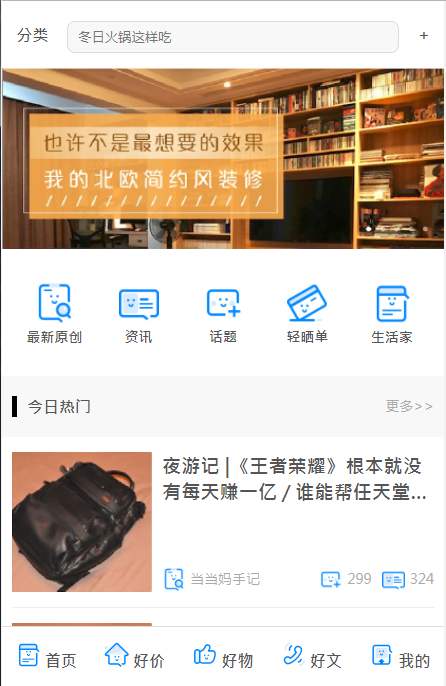 分类
冬日火锅这样吃
+
也许不是最想要的效果
我的北欧简约风装修
最新原创
资讯
话题
轻晒单
生活家
今日热门
更多>>
夜游记 |《王者荣耀》根本就没
有每天赚一亿 / 谁能帮任天堂...
当当妈手记
299
324
首页
好价
好物
好文
我的